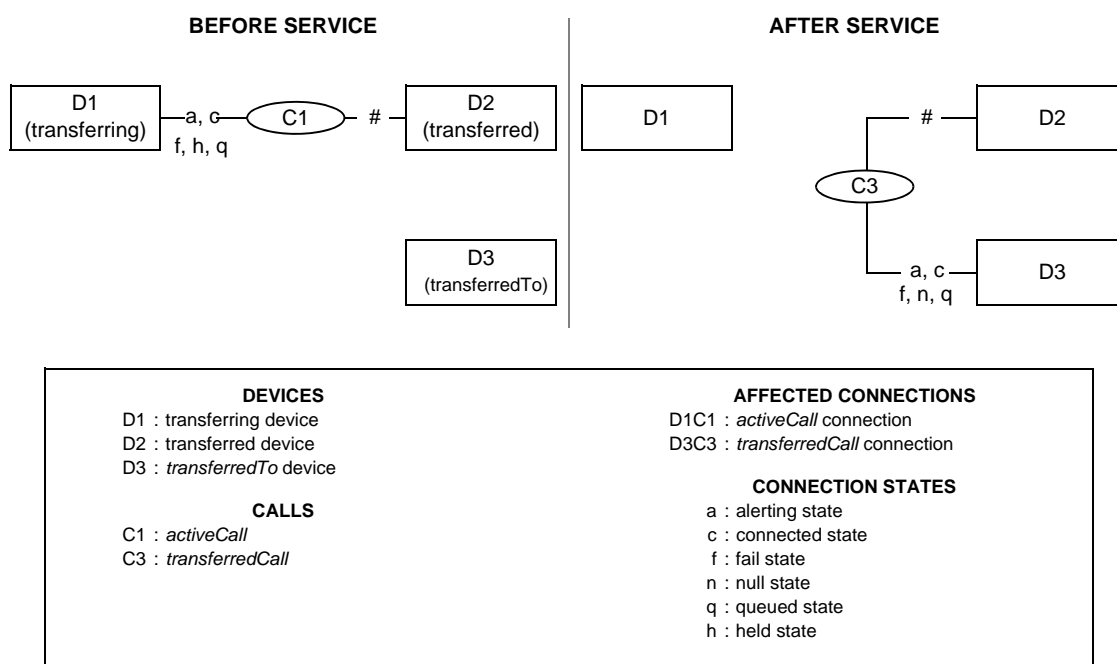 BEFORE SERVICE
AFTER SERVICE
D1
(transferring)
a, c
f, h, q
C1
#
D2
(transferred)
D3
(transferredTo)
D1
#
D2
C3
a, c
f, n, q
D3
DEVICES
D1 : transferring device
D2 : transferred device
D3 : transferredTo device
CALLS
C1 : activeCall
C3 : transferredCall
AFFECTED CONNECTIONS
D1C1 : activeCall connection
D3C3 : transferredCall connection
CONNECTION STATES
a : alerting state
c : connected state
f : fail state
n : null state
q : queued state
h : held state